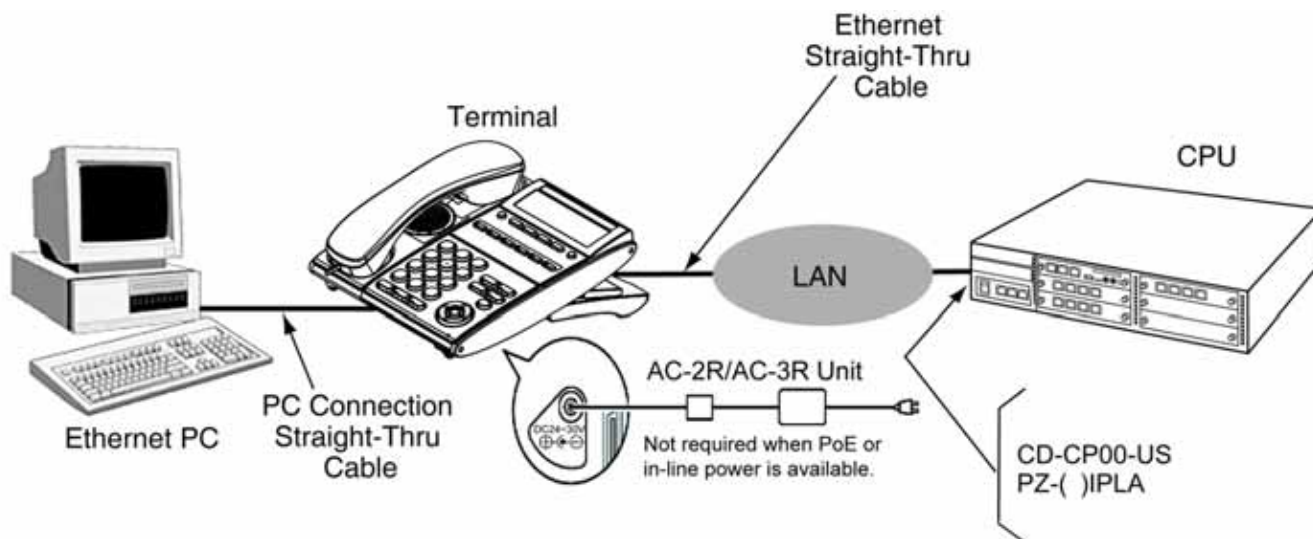 Ethernet
Straight-Thru
Cable
Terminal
CPU
LAN
AC-2R/AC-3R Unit
DC24~30V
Not required when PoE or
in-line power is available.
Ethernet PC
PC Connection
Straight-Thru
Cable
CD-CP00-US
PZ-( )IPLA